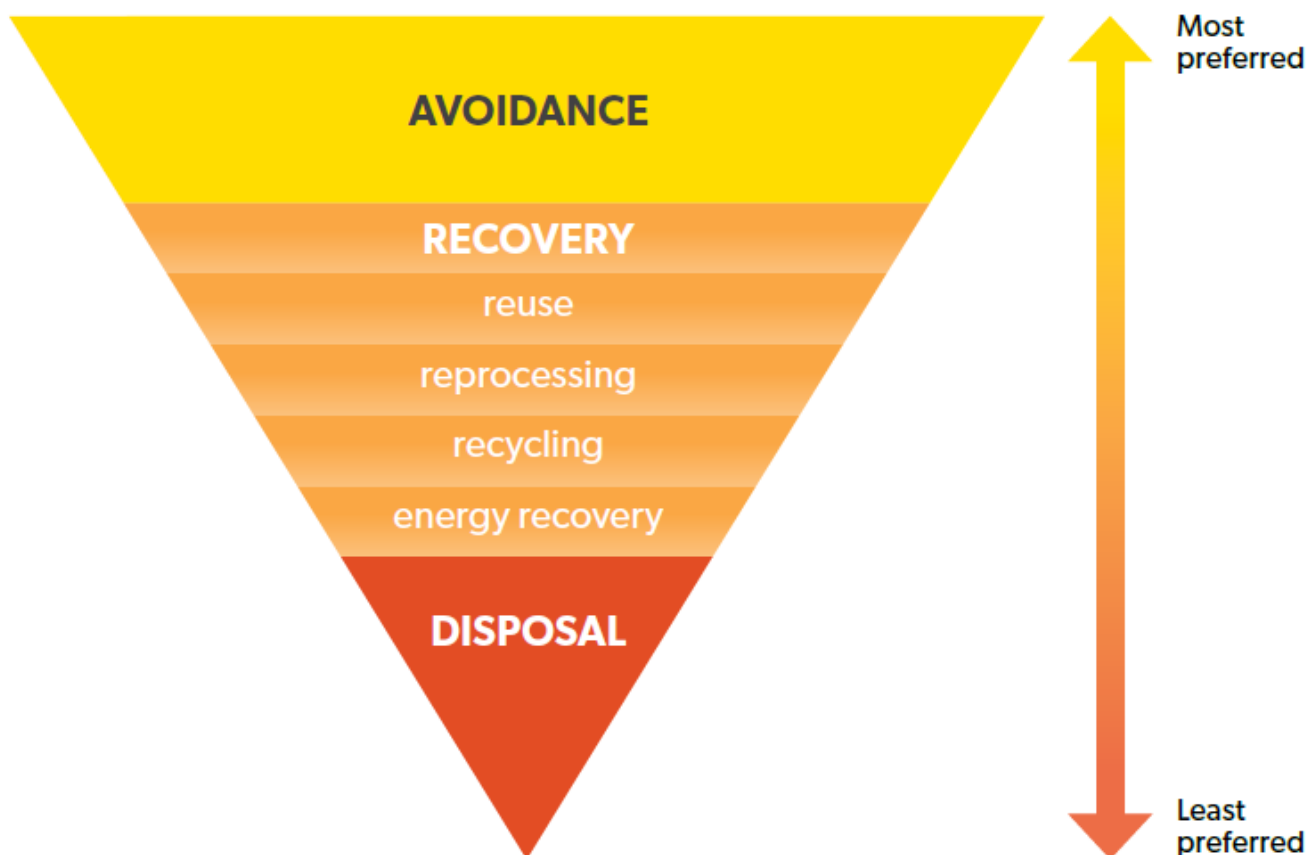 Most
preferred
AVOIDANCE
RECOVERY
reuse
reprocessing
recycling
energy recovery
DISPOSAL
Least
preferred